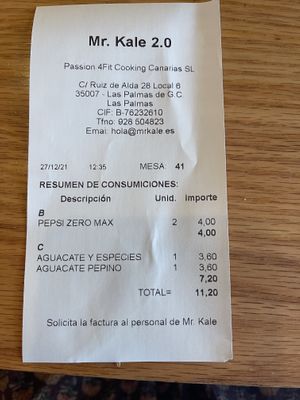 Mr. Kale 2.0
Passion 4Fit Cooking Canarias SL
C/ Ruiz de Alda 28 Local 6
35007 - Las Palmas de G.C
Las Palmas
CIF: B-76232610
Tfno: 928 504823
Emai: hola@mrkale.es
27/12/21 12:35 MESA: 41
RESUMEN DE CONSUMICIONES:
Descripción Unid. importe
B
PEPSI ZERO MAX 2 4,00
4,00
C
AGUACATE Y ESPECIES 1 3,60
AGUACATE PEPINO 1 3,60
7,20
TOTAL= 11,20
Solicita la factura al personal de Mr. Kale